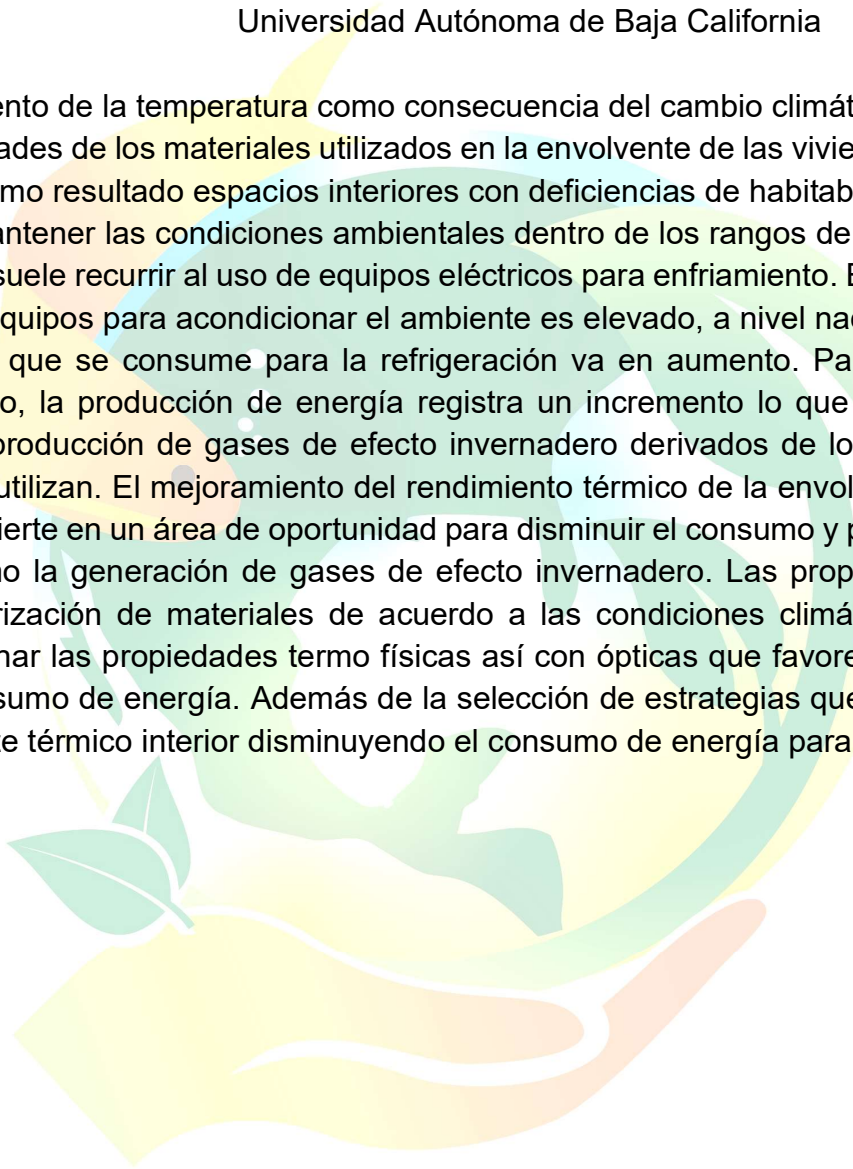 Universidad Autónoma de Baja California
ento de la temperatura como consecuencia del cambio climát
ades de los materiales utilizados en la envolvente de las vivie
mo resultado espacios interiores con deficiencias de habitab
antener las condiciones ambientales dentro de los rangos de
suele recurrir al uso de equipos eléctricos para enfriamiento. E
quipos para acondicionar el ambiente es elevado, a nivel nac
que se consume para la refrigeración va en aumento. Pa
o, la producción de energía registra un incremento lo que
producción de gases de efecto invernadero derivados de lo
utilizan. El mejoramiento del rendimiento térmico de la envol
ierte en un área de oportunidad para disminuir el consumo y p
no la generación de gases de efecto invernadero. Las prop
rización de materiales de acuerdo a las condiciones climá
nar las propiedades termo físicas así con ópticas que favore
sumo de energía. Además de la selección de estrategias que
te térmico interior disminuyendo el consumo de energía para